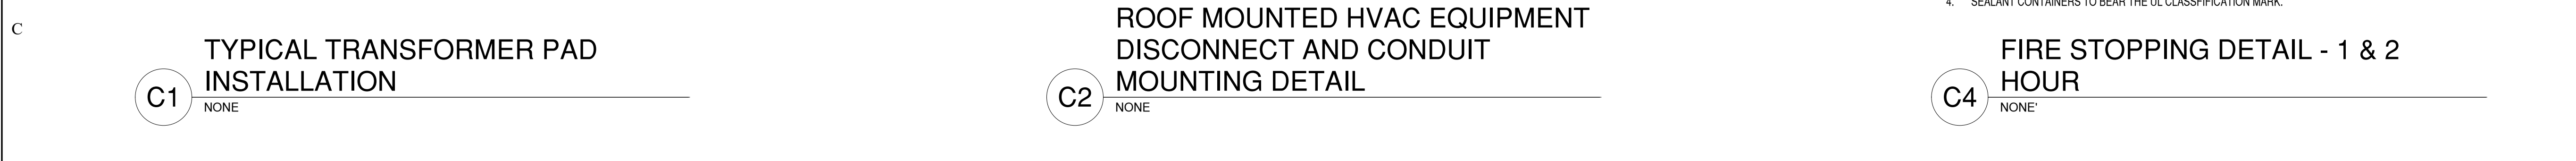 C
C1
TYPICAL TRANSFORMER PAD
INSTALLATION
NONE
C2
ROOF MOUNTED HVAC EQUIPMENT
DISCONNECT AND CONDUIT
MOUNTING DETAIL
NONE
4. SEALANT CONTAINERS TO BEAR THE UL CLASSFIFICATION MARK.
C4
FIRE STOPPING DETAIL - 1 & 2
HOUR
NONE'